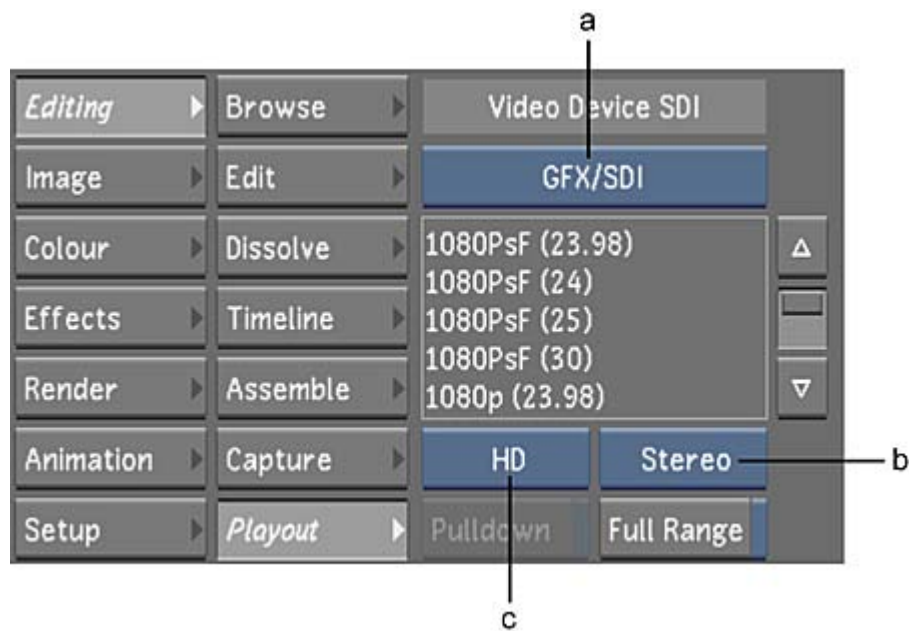 a
Editing
Browse
Video Device SDI
Image
Edit
GFX/SDI
Colour
Dissolve
1080PsF (23.98)
1080PsF (24)
Effects
Timeline
1080PsF (25)
1080PsF (30)
Render
Assemble
1080p (23.98)
Animation
Capture
HD
Stereo
b
Setup
Playout
Pulldown
Full Range
c